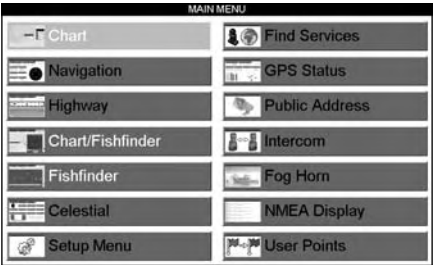 MAIN MENU
Chart
Find Services
Navigation
GPS Status
Highway
Public Address
Chart/Fishfinder
Intercom
Fishfinder
Fog Horn
Celestial
NMEA Display
Setup Menu
User Points